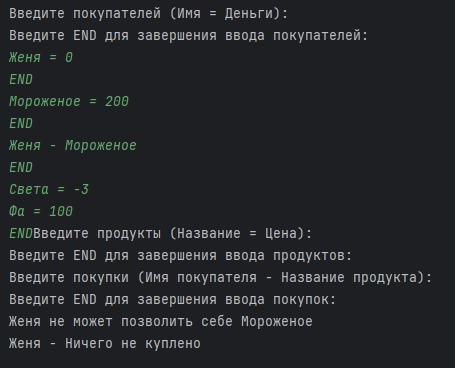 Введите покупателей (Имя = Деньги):
Введите END для завершения ввода покупателей:
Женя = 0
END
Мороженое = 200
END
Женя - Мороженое
END
Света = -3
Фа = 100
ENDВведите продукты (Название = Цена):
Введите END для завершения ввода продуктов:
Введите покупки (Имя покупателя - Название продукта):
Введите END для завершения ввода покупок:
Женя не может позволить себе Мороженое
Женя - Ничего не куплено